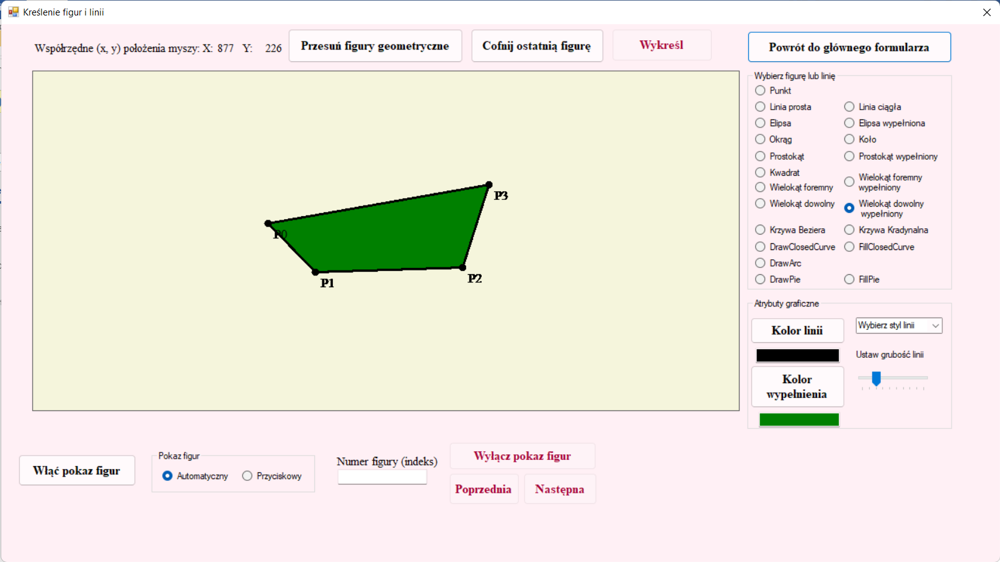 Kreślenie figur i linii
Współrzędne (x, y) położenia myszy: X: 877 Y: 226
Przesuń figury geometryczne
Cofnij ostatnią figurę
Wykreśl
Powrót do głównego formularza
Wybierz figurę lub linię
Punkt
Linia prosta
Linia ciągła
Elipsa
Elipsa wypełniona
Okrąg
Koło
Prostokąt
Prostokąt wypełniony
Kwadrat
Wielokąt foremny
Wielokąt foremny
wypełniony
Wielokąt dowolny
Wielokąt dowolny
wypełniony
Krzywa Beziera
Krzywa Kradynalna
DrawClosedCurve
FillClosedCurve
DrawArc
DrawPie
FillPie
P0
P1
P2
P3
Atrybuty graficzne
Kolor linii
Wybierz styl linii
Ustaw grubość linii
Kolor
wypełnienia
Włąć pokaz figur
Pokaz figur
Automatyczny
Przyciskowy
Numer figury (indeks)
Wyłącz pokaz figur
Poprzednia
Następna